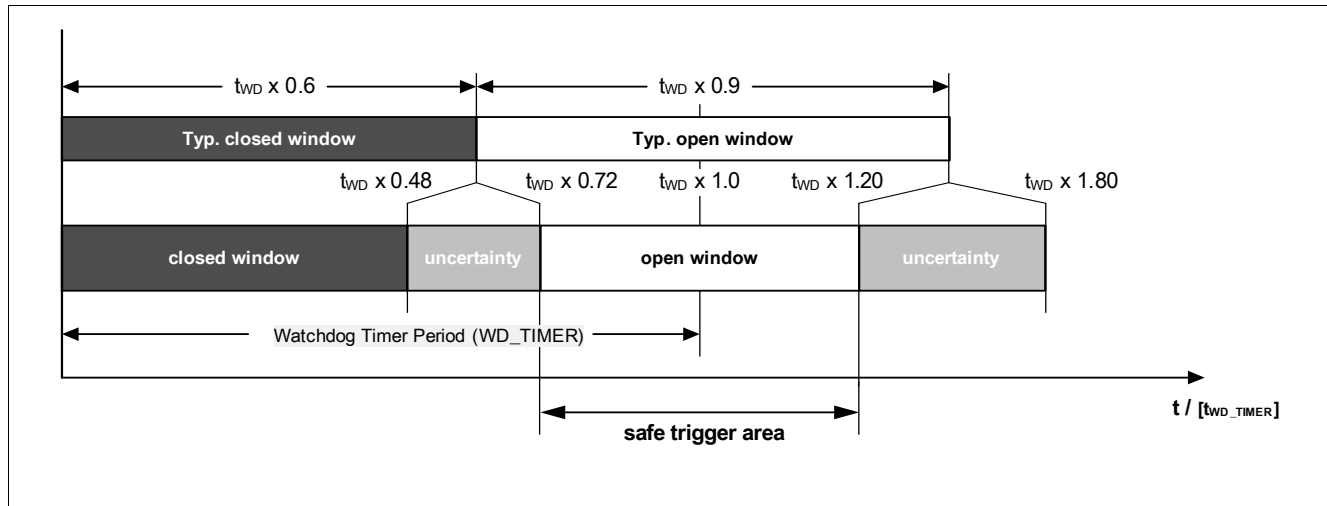 tWD x 0.6 tWD x 0.9
Typ. closed window Typ. open window
tWD x 0.48 tWD x 0.72 tWD x 1.0 tWD x 1.20 tWD x 1.80
closed window uncertainty open window uncertainty
Watchdog Timer Period (WD_TIMER)
t / [tWD_TIMER]
safe trigger area